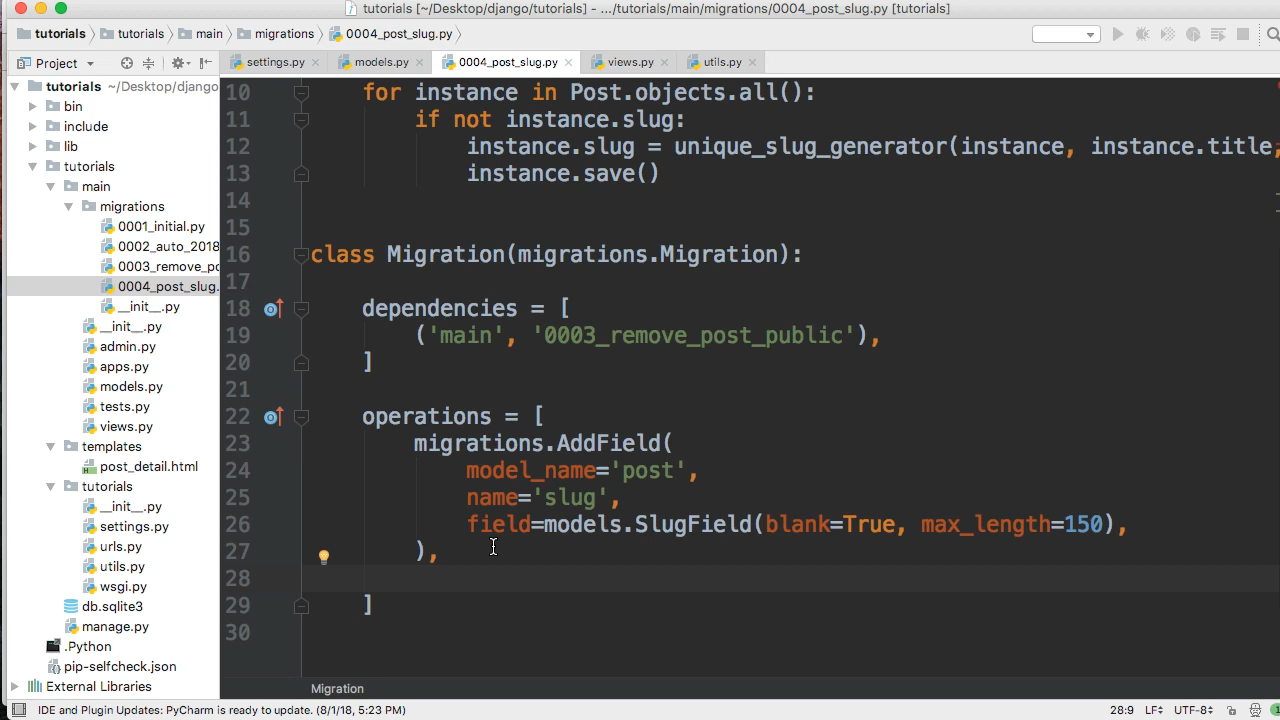 tutorials [~/Desktop/django/tutorials] - .../tutorials/main/migrations/0004_post_slug.py [tutorials]
tutorials tutorials main migrations 0004_post_slug.py
Project settings.py models.py 0004_post_slug.py views.py utils.py
tutorials ~/Desktop/django
bin
include
lib
tutorials
main
migrations
0001_initial.py
0002_auto_2018
0003_remove_po
0004_post_slug.
__init__.py
__init__.py
admin.py
apps.py
models.py
tests.py
views.py
templates
post_detail.html
tutorials
__init__.py
settings.py
urls.py
utils.py
wsgi.py
db.sqlite3
manage.py
.Python
pip-selfcheck.json
External Libraries
10 for instance in Post.objects.all():
11 if not instance.slug:
12 instance.slug = unique_slug_generator(instance, instance.title,
13 instance.save()
14
15
16 class Migration(migrations.Migration):
17
18 dependencies = [
19 ('main', '0003_remove_post_public'),
20 ]
21
22 operations = [
23 migrations.AddField(
24 model_name='post',
25 name='slug',
26 field=models.SlugField(blank=True, max_length=150),
27 ),
28
29 ]
30
Migration
IDE and Plugin Updates: PyCharm is ready to update. (8/1/18, 5:23 PM) 28:9 LF UTF-8